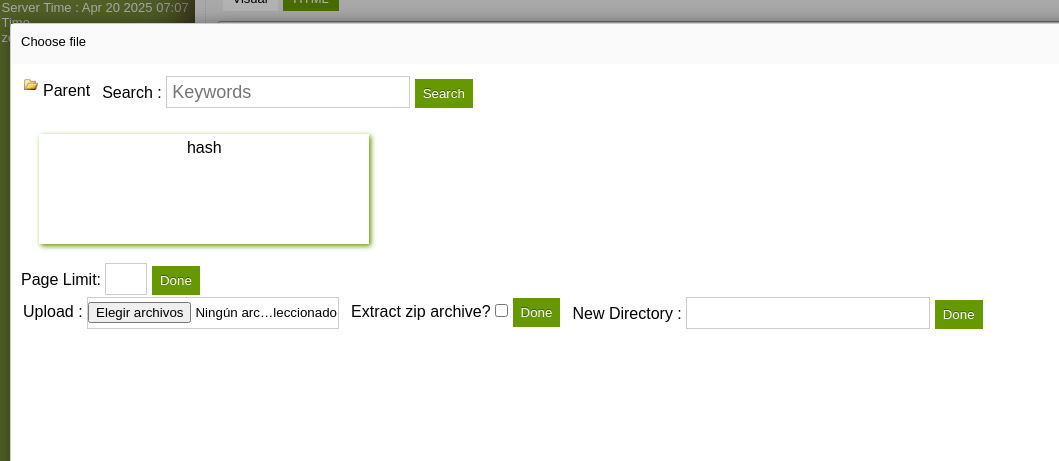 Server Time : Apr 20 2025 07:07
Visual HTML
Time
Choose file
Parent Search : Keywords Search
hash
Page Limit: Done
Upload : Elegir archivos Ningún arc…leccionado Extract zip archive? Done New Directory : Done